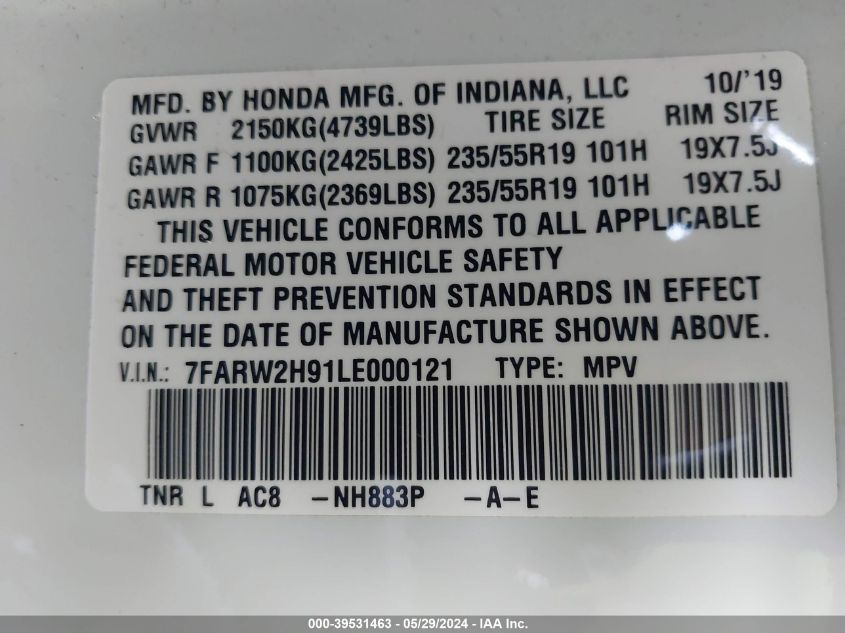 MFD. BY HONDA MFG. OF INDIANA, LLC 10/'19
GVWR 2150KG(4739LBS) TIRE SIZE RIM SIZE
GAWR F 1100KG(2425LBS) 235/55R19 101H 19X7.5J
GAWR R 1075KG(2369LBS) 235/55R19 101H 19X7.5J
THIS VEHICLE CONFORMS TO ALL APPLICABLE
FEDERAL MOTOR VEHICLE SAFETY
AND THEFT PREVENTION STANDARDS IN EFFECT
ON THE DATE OF MANUFACTURE SHOWN ABOVE.
V.I.N.: 7FARW2H91LE000121 TYPE: MPV
TNR L AC8 -NH883P -A-E
000-39531463 - 05/29/2024 - IAA Inc.